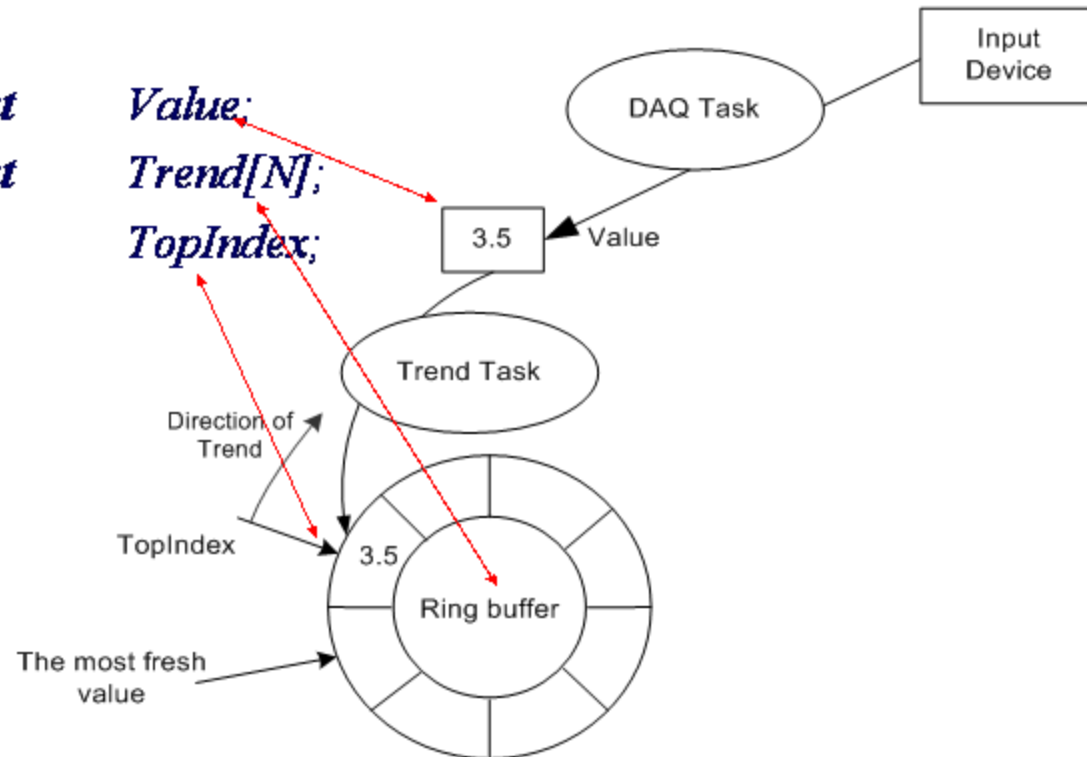 Value;
Trend[N];
TopIndex;
Input
Device
DAQ Task
3.5
Value
Trend Task
Direction of
Trend
TopIndex
3.5
Ring buffer
The most fresh
value